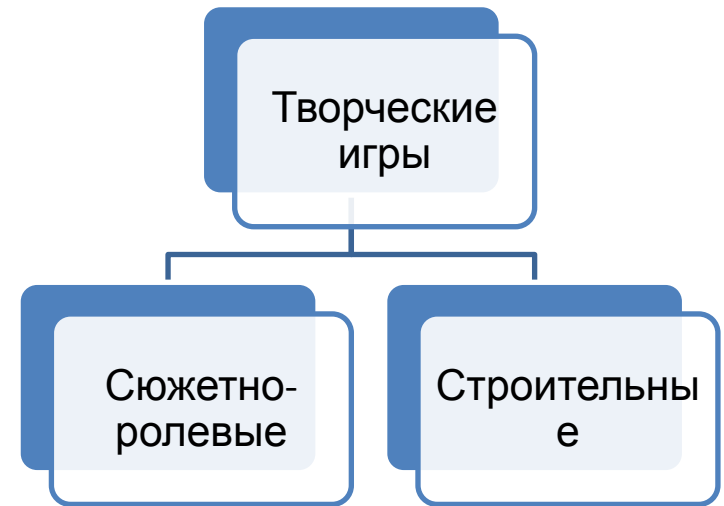 Творческие
игры
Сюжетно-
ролевые
Строительны
е